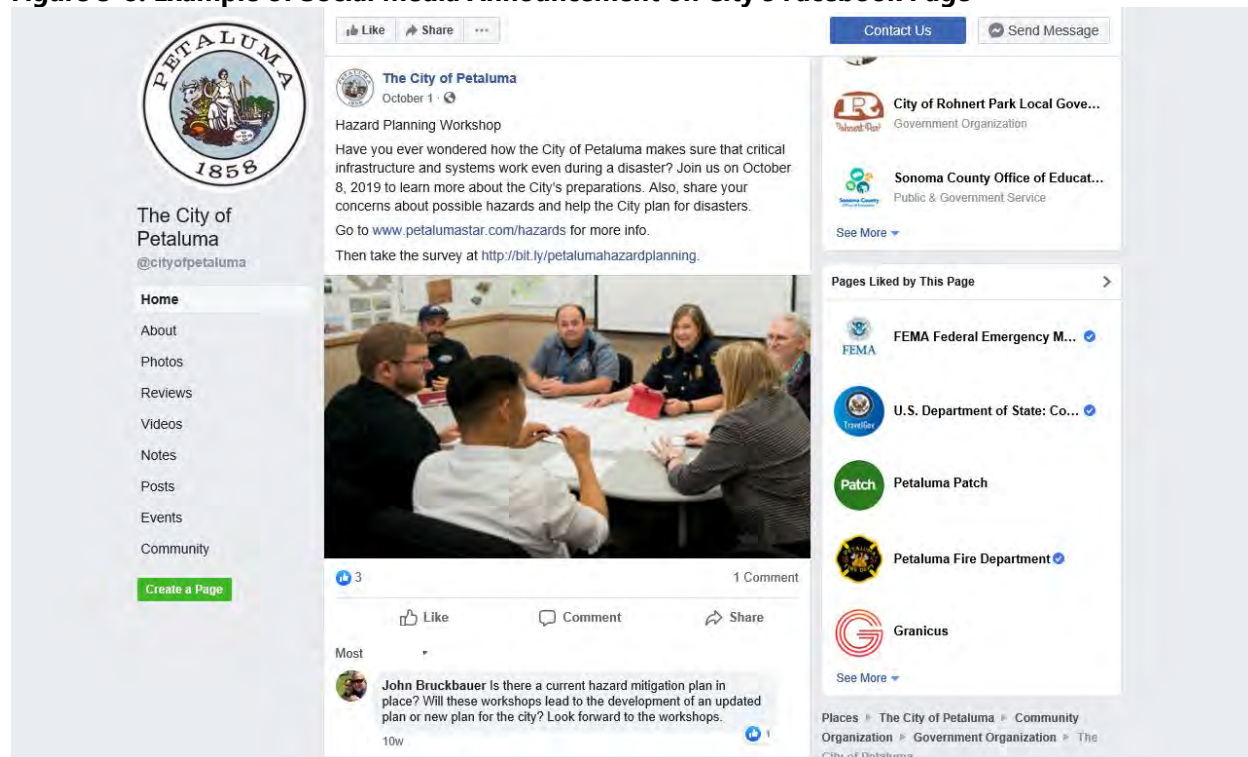 Figure 3-6. Example of Social Media Announcement on City's Facebook Page
PETALUMA
1858
The City of
Petaluma
@cityofpetaluma
Home
About
Photos
Reviews
Videos
Notes
Posts
Events
Community
Create a Page
Like Share ...
The City of Petaluma
October 1
Hazard Planning Workshop
Have you ever wondered how the City of Petaluma makes sure that critical
infrastructure and systems work even during a disaster? Join us on October
8, 2019 to learn more about the City's preparations. Also, share your
concerns about possible hazards and help the City plan for disasters.
Go to www.petalumastar.com/hazards for more info.
Then take the survey at http://bit.ly/petalumahazardplanning.
3
1 Comment
Like Comment Share
Most
John Bruckbauer Is there a current hazard mitigation plan in
place? Will these workshops lead to the development of an updated
plan or new plan for the city? Look forward to the workshops.
10w
1
Contact Us Send Message
Rohnert Park
City of Rohnert Park Local Gove...
Government Organization
Sonoma County
Sonoma County Office of Educat...
Public & Government Service
See More
Pages Liked by This Page
FEMA
FEMA Federal Emergency M...
TravelGov
U.S. Department of State: Co...
Patch
Petaluma Patch
Petaluma Fire Department
Granicus
See More
Places The City of Petaluma Community
Organization Government Organization The
City of Petaluma